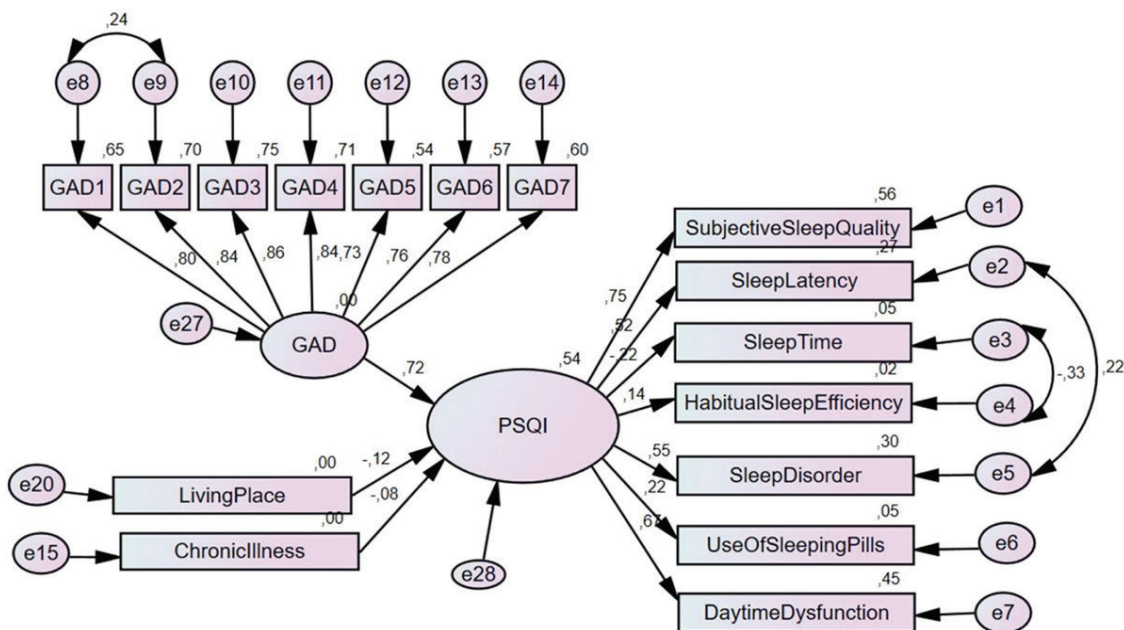 ,24
e8 e9 e10 e11 e12 e13 e14
,65 ,70 ,75 ,71 ,54 ,57 ,60
GAD1 GAD2 GAD3 GAD4 GAD5 GAD6 GAD7
,80 ,84 ,86 ,84 ,73 ,76 ,78
,00
e27
GAD
,72
,54
PSQI
e20
,00
LivingPlace
-,12
e15
,00
ChronicIllness
-,08
e28
,75
,52
-,22
,14
,55
,22
,67
,56
SubjectiveSleepQuality
e1
,27
SleepLatency
e2
,05
SleepTime
e3
,02
HabitualSleepEfficiency
e4
-,33
,22
,30
SleepDisorder
e5
,05
UseOfSleepingPills
e6
,45
DaytimeDysfunction
e7